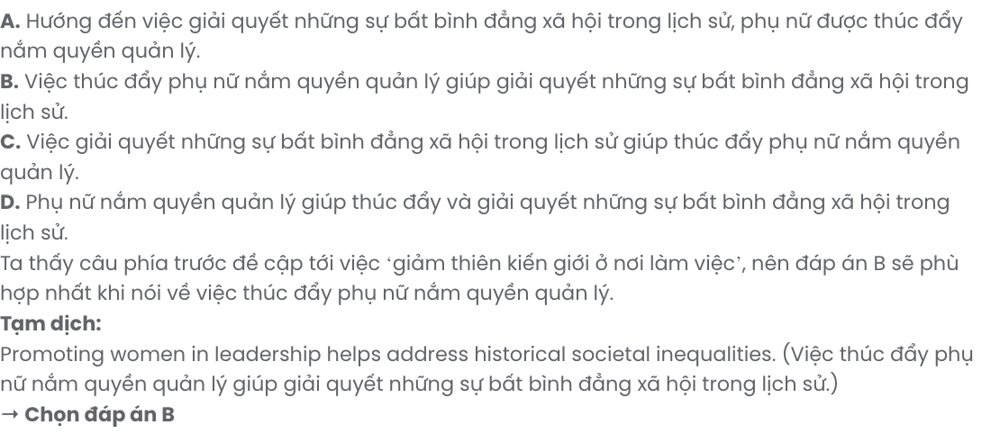 A. Hướng đến việc giải quyết những sự bất bình đẳng xã hội trong lịch sử, phụ nữ được thúc đẩy
nắm quyền quản lý.
B. Việc thúc đẩy phụ nữ nắm quyền quản lý giúp giải quyết những sự bất bình đẳng xã hội trong
lịch sử.
C. Việc giải quyết những sự bất bình đẳng xã hội trong lịch sử giúp thúc đẩy phụ nữ nắm quyền
quản lý.
D. Phụ nữ nắm quyền quản lý giúp thúc đẩy và giải quyết những sự bất bình đẳng xã hội trong
lịch sử.
Ta thấy câu phía trước đề cập tới việc ‘giảm thiên kiến giới ở nơi làm việc’, nên đáp án B sẽ phù
hợp nhất khi nói về việc thúc đẩy phụ nữ nắm quyền quản lý.
Tạm dịch:
Promoting women in leadership helps address historical societal inequalities. (Việc thúc đẩy phụ
nữ nắm quyền quản lý giúp giải quyết những sự bất bình đẳng xã hội trong lịch sử.)
→ Chọn đáp án B